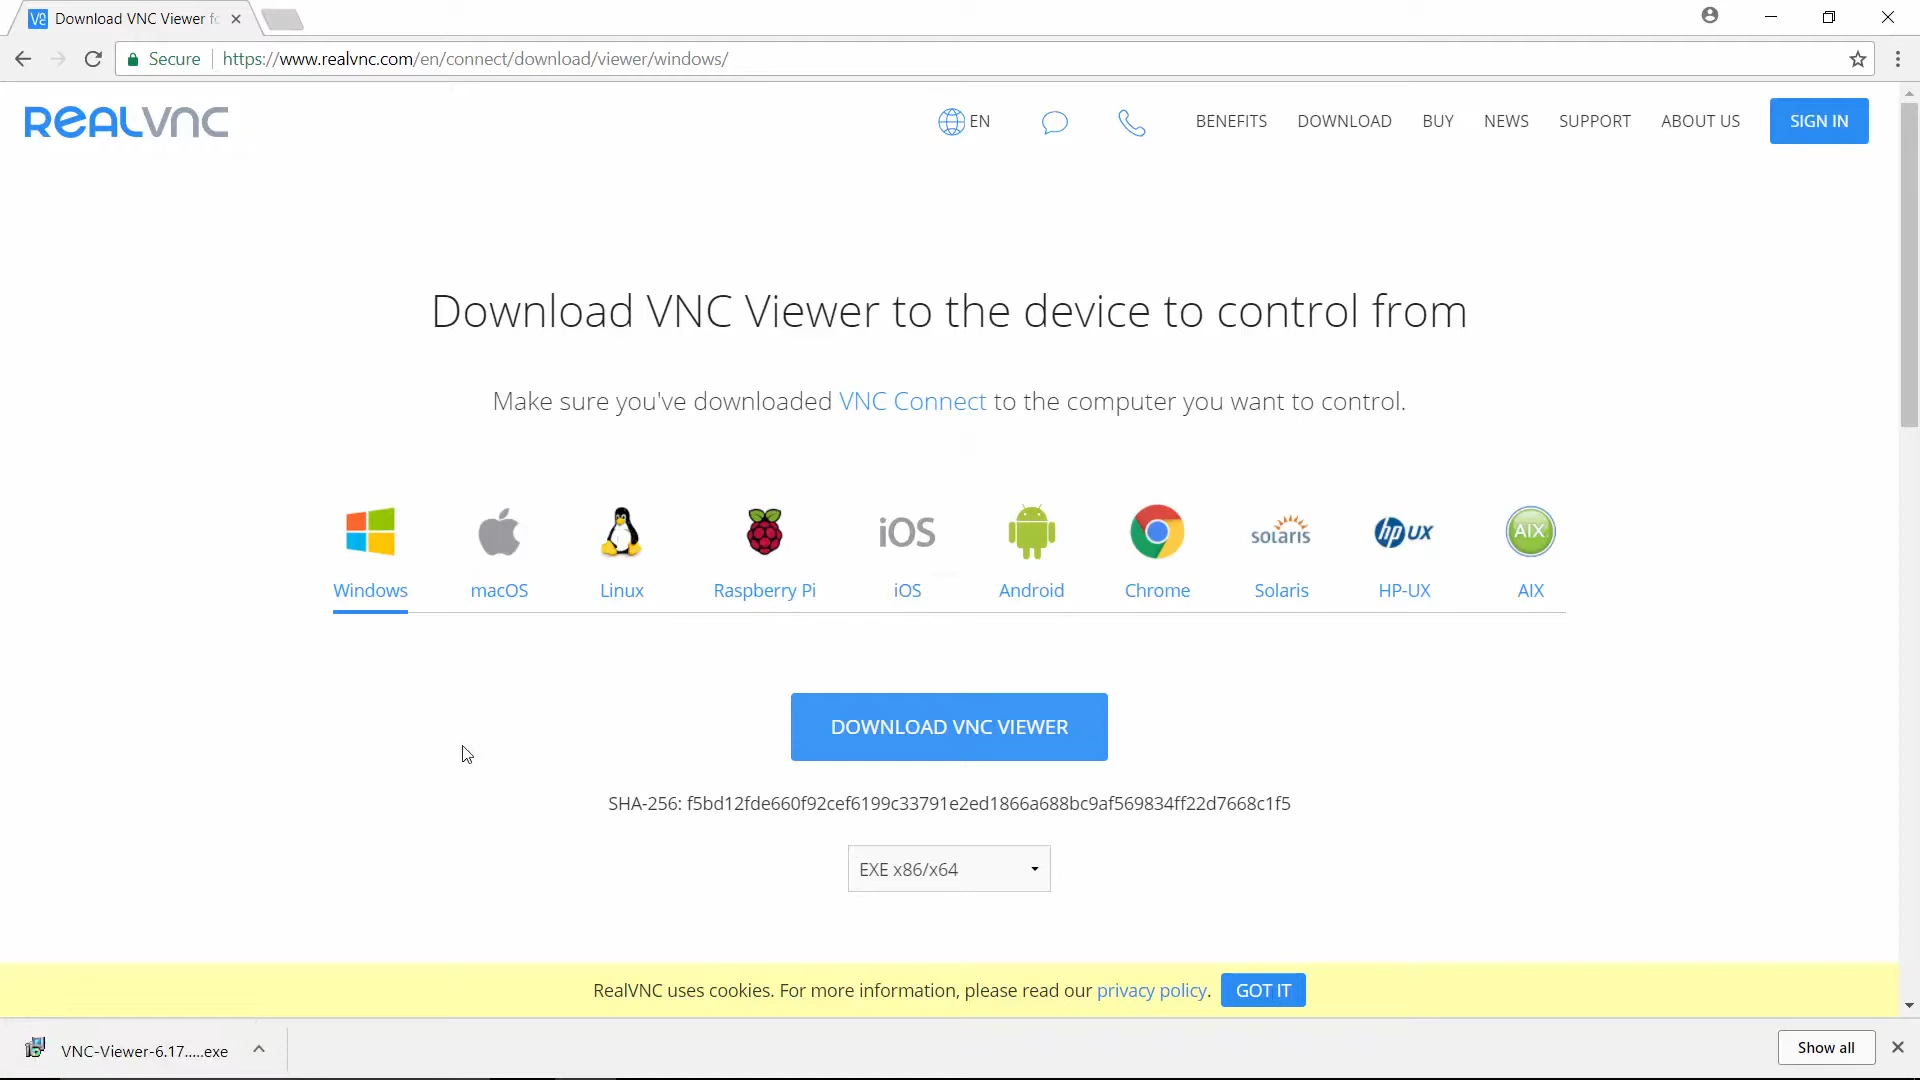 Download VNC Viewer fo
Secure https://www.realvnc.com/en/connect/download/viewer/windows/
REALVNC
EN BENEFITS DOWNLOAD BUY NEWS SUPPORT ABOUT US SIGN IN
Download VNC Viewer to the device to control from
Make sure you've downloaded VNC Connect to the computer you want to control.
iOS solaris hp UX AIX
Windows macOS Linux Raspberry Pi iOS Android Chrome Solaris HP-UX AIX
DOWNLOAD VNC VIEWER
SHA-256: f5bd12fde660f92cef6199c33791e2ed1866a688bc9af569834ff22d7668c1f5
EXE x86/x64
RealVNC uses cookies. For more information, please read our privacy policy. GOT IT
VNC-Viewer-6.17.....exe Show all